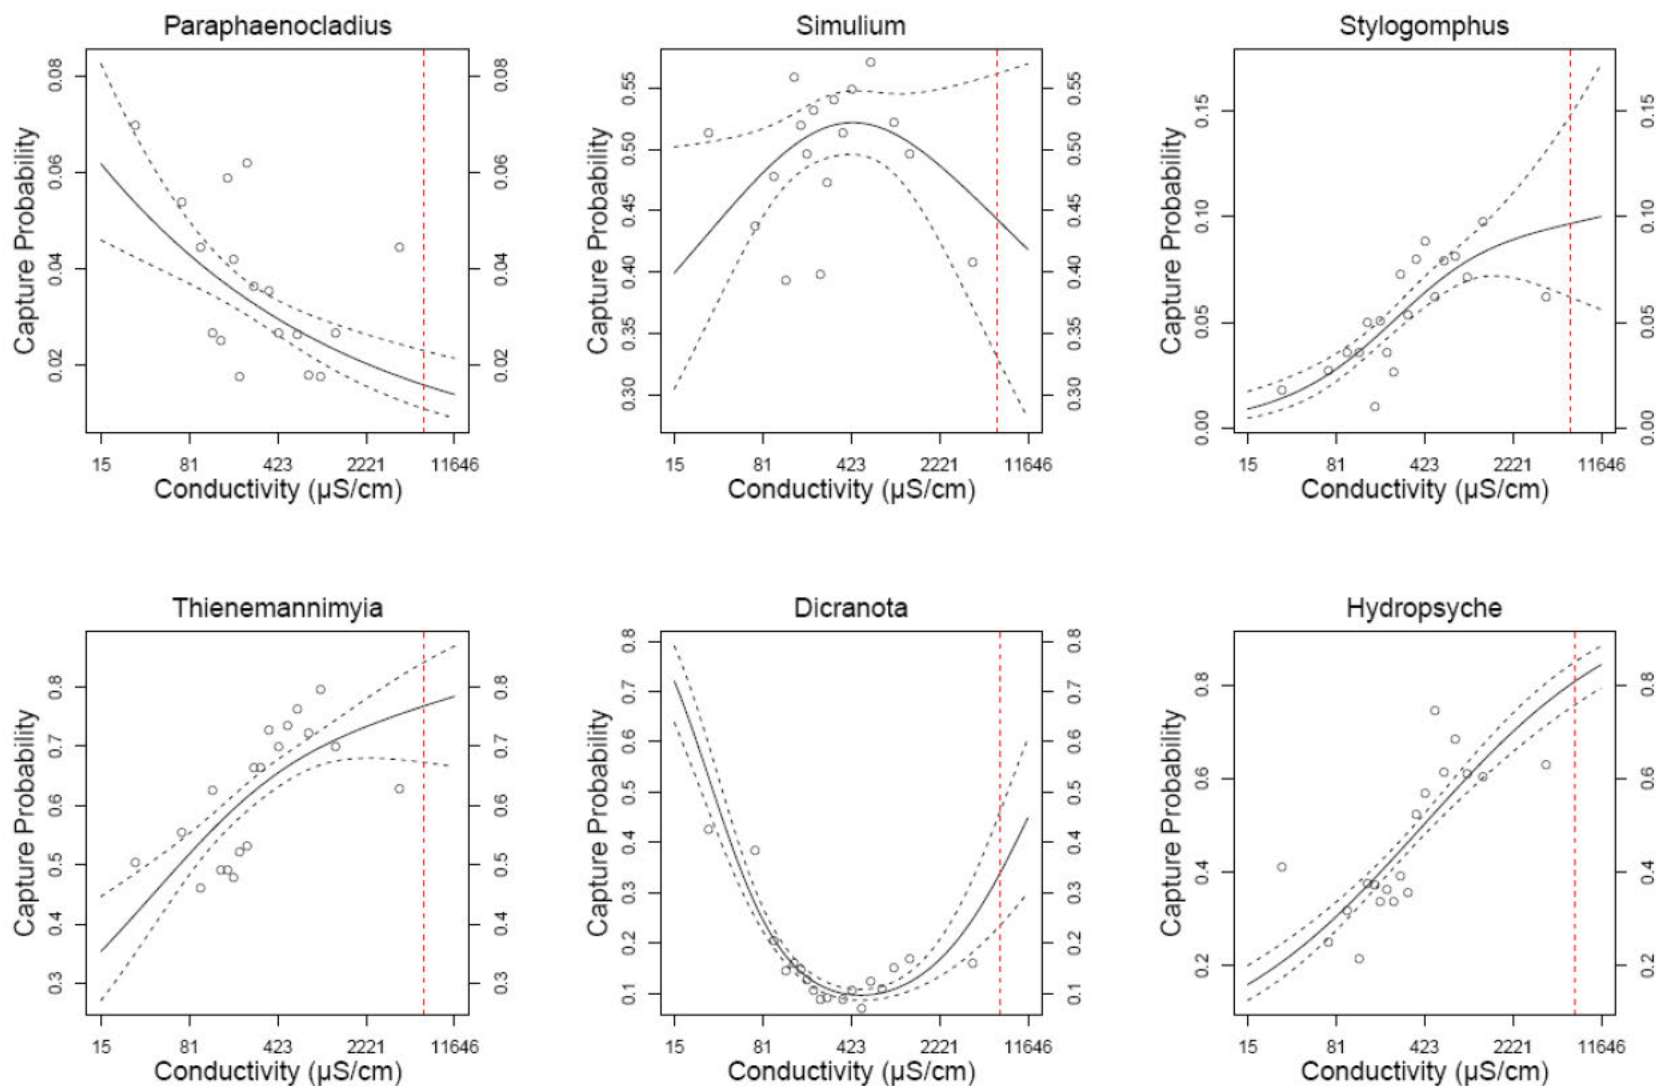 Paraphaenocladius
Simulium
Stylogomphus
Capture Probability
0.02 0.04 0.06 0.08
0.02 0.04 0.06 0.08
15 81 423 2221 11646
Conductivity (µS/cm)
Capture Probability
0.30 0.35 0.40 0.45 0.50 0.55
0.30 0.35 0.40 0.45 0.50 0.55
15 81 423 2221 11646
Conductivity (µS/cm)
Capture Probability
0.00 0.05 0.10 0.15
0.00 0.05 0.10 0.15
15 81 423 2221 11646
Conductivity (µS/cm)
Thienemannimyia
Dicranota
Hydropsyche
Capture Probability
0.3 0.4 0.5 0.6 0.7 0.8
0.3 0.4 0.5 0.6 0.7 0.8
15 81 423 2221 11646
Conductivity (µS/cm)
Capture Probability
0.1 0.2 0.3 0.4 0.5 0.6 0.7 0.8
0.1 0.2 0.3 0.4 0.5 0.6 0.7 0.8
15 81 423 2221 11646
Conductivity (µS/cm)
Capture Probability
0.2 0.4 0.6 0.8
0.2 0.4 0.6 0.8
15 81 423 2221 11646
Conductivity (µS/cm)